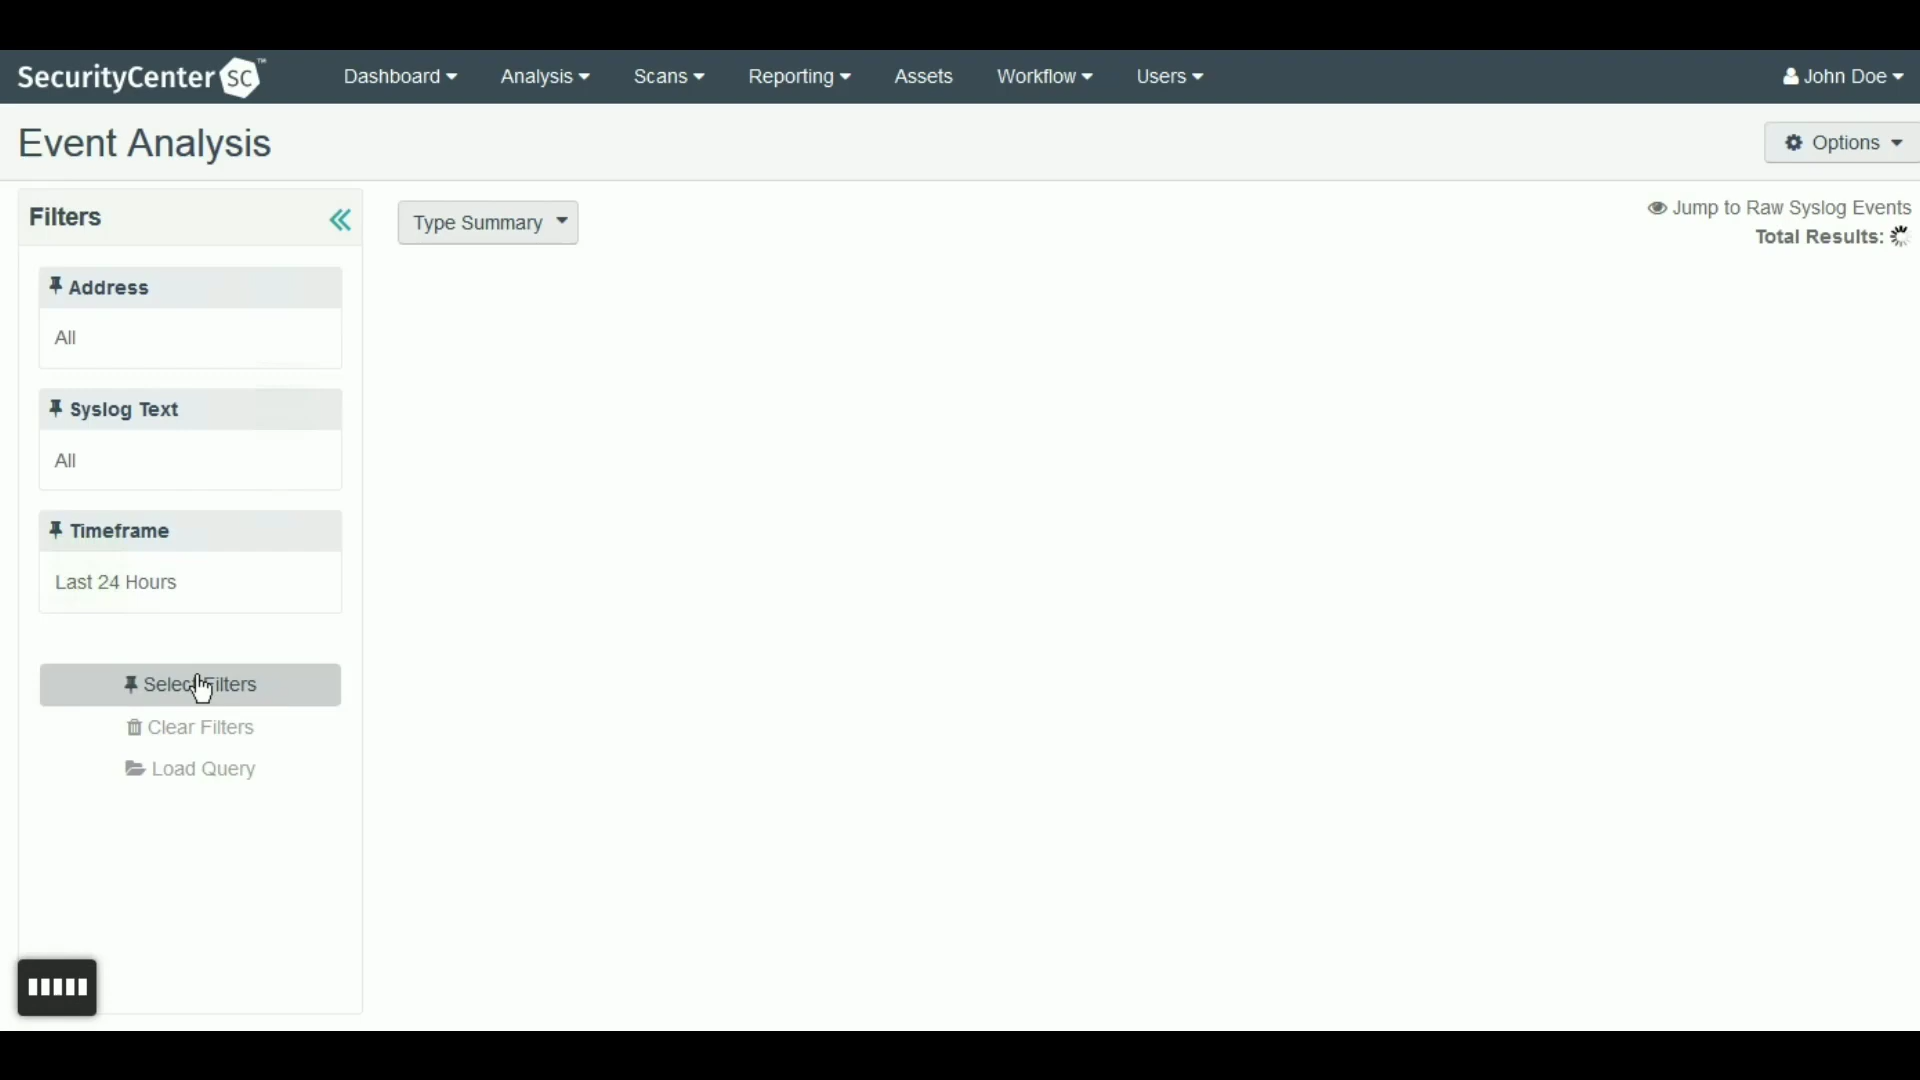 SecurityCenter SC™ Dashboard Analysis Scans Reporting Assets Workflow Users John Doe
Event Analysis
Options
Filters
Type Summary
Jump to Raw Syslog Events
Total Results:
Address
All
Syslog Text
All
Timeframe
Last 24 Hours
Select Filters
Clear Filters
Load Query